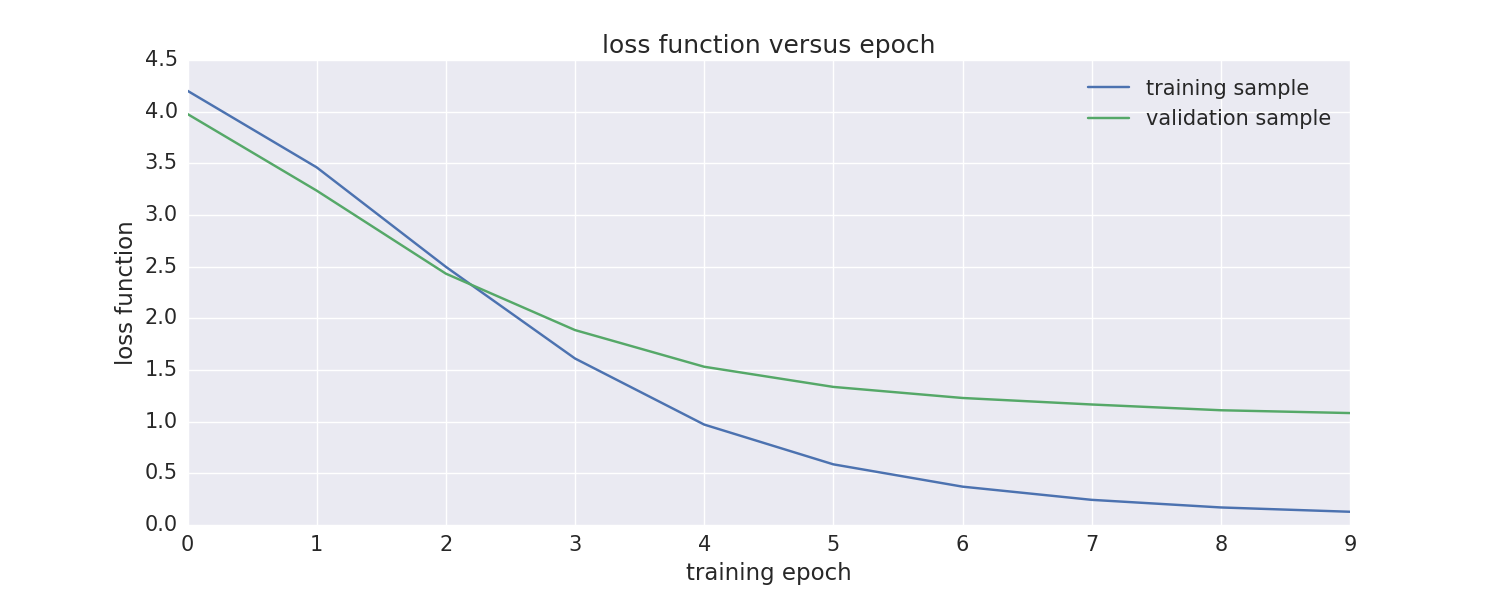 loss function versus epoch
4.5
4.0
3.5
3.0
2.5
2.0
1.5
1.0
0.5
0.0
loss function
training sample
validation sample
0 1 2 3 4 5 6 7 8 9
training epoch